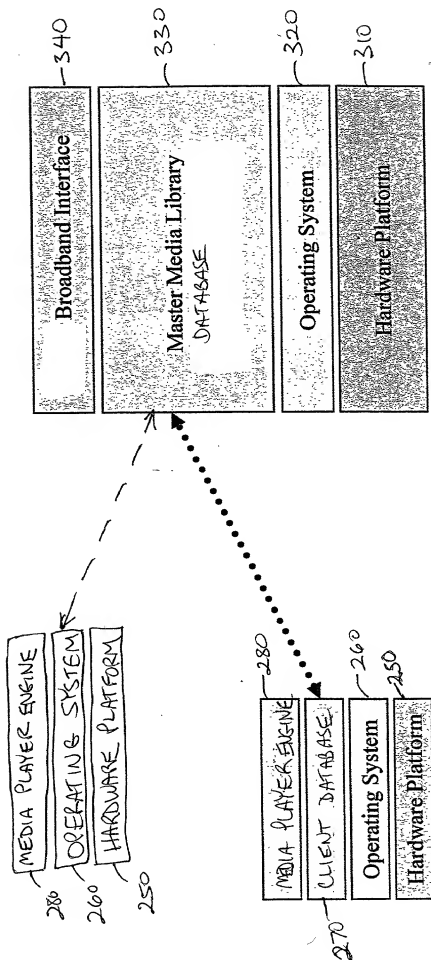 MEDIA PLAYER ENGINE
OPERATING SYSTEM
HARDWARE PLATFORM
280
260
250
MEDIA PLAYER ENGINE
CLIENT DATABASE
Operating System
Hardware Platform
280
270
260
250
Broadband Interface
340
Master Media Library
DATABASE
330
Operating System
320
Hardware Platform
310